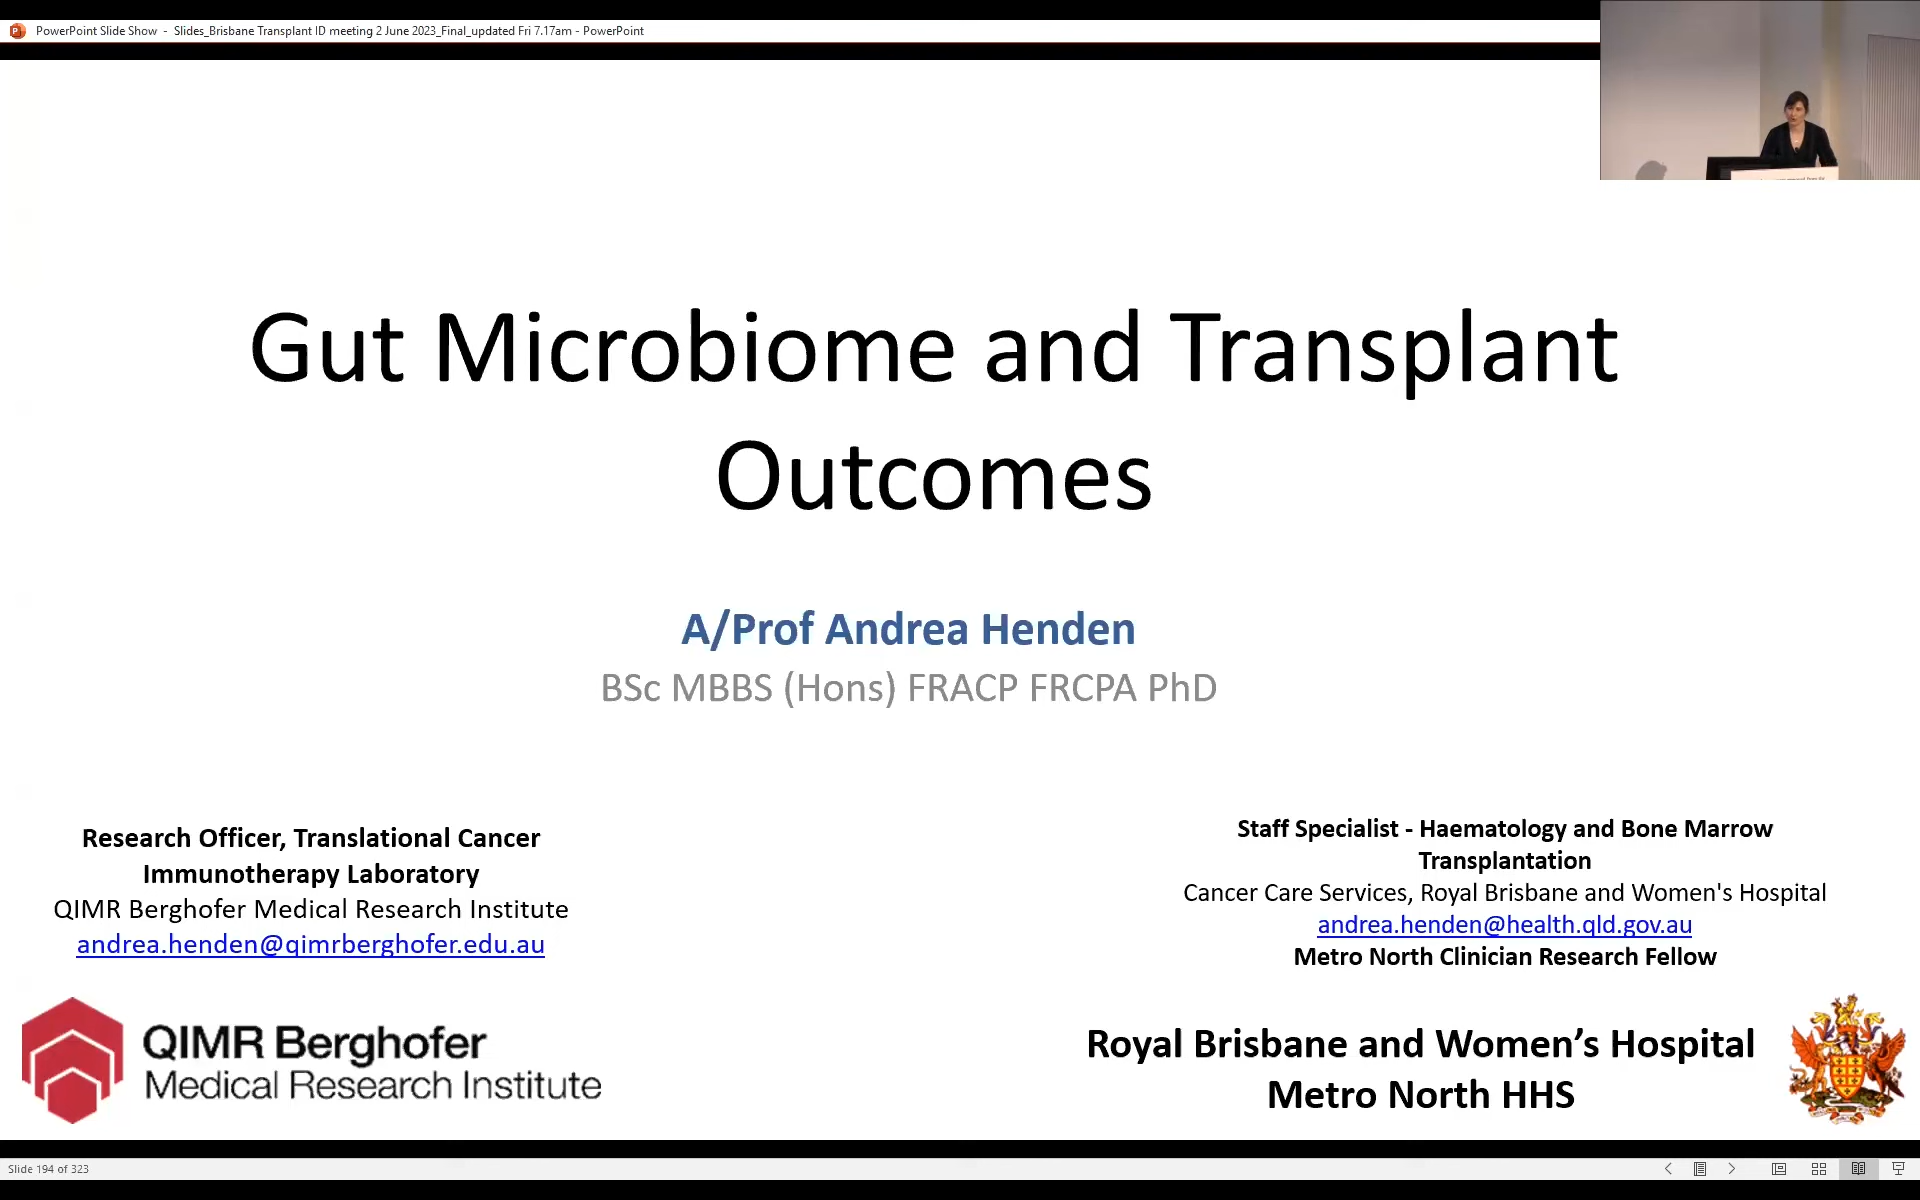 PowerPoint Slide Show - Slides_Brisbane Transplant ID meeting 2 June 2023_Final_updated Fri 7.17am - PowerPoint
Gut Microbiome and Transplant
Outcomes
A/Prof Andrea Henden
BSc MBBS (Hons) FRACP FRCPA PhD
Research Officer, Translational Cancer
Immunotherapy Laboratory
QIMR Berghofer Medical Research Institute
andrea.henden@qimrberghofer.edu.au
Staff Specialist - Haematology and Bone Marrow
Transplantation
Cancer Care Services, Royal Brisbane and Women's Hospital
andrea.henden@health.qld.gov.au
Metro North Clinician Research Fellow
QIMR Berghofer
Medical Research Institute
Royal Brisbane and Women’s Hospital
Metro North HHS
Slide 194 of 323